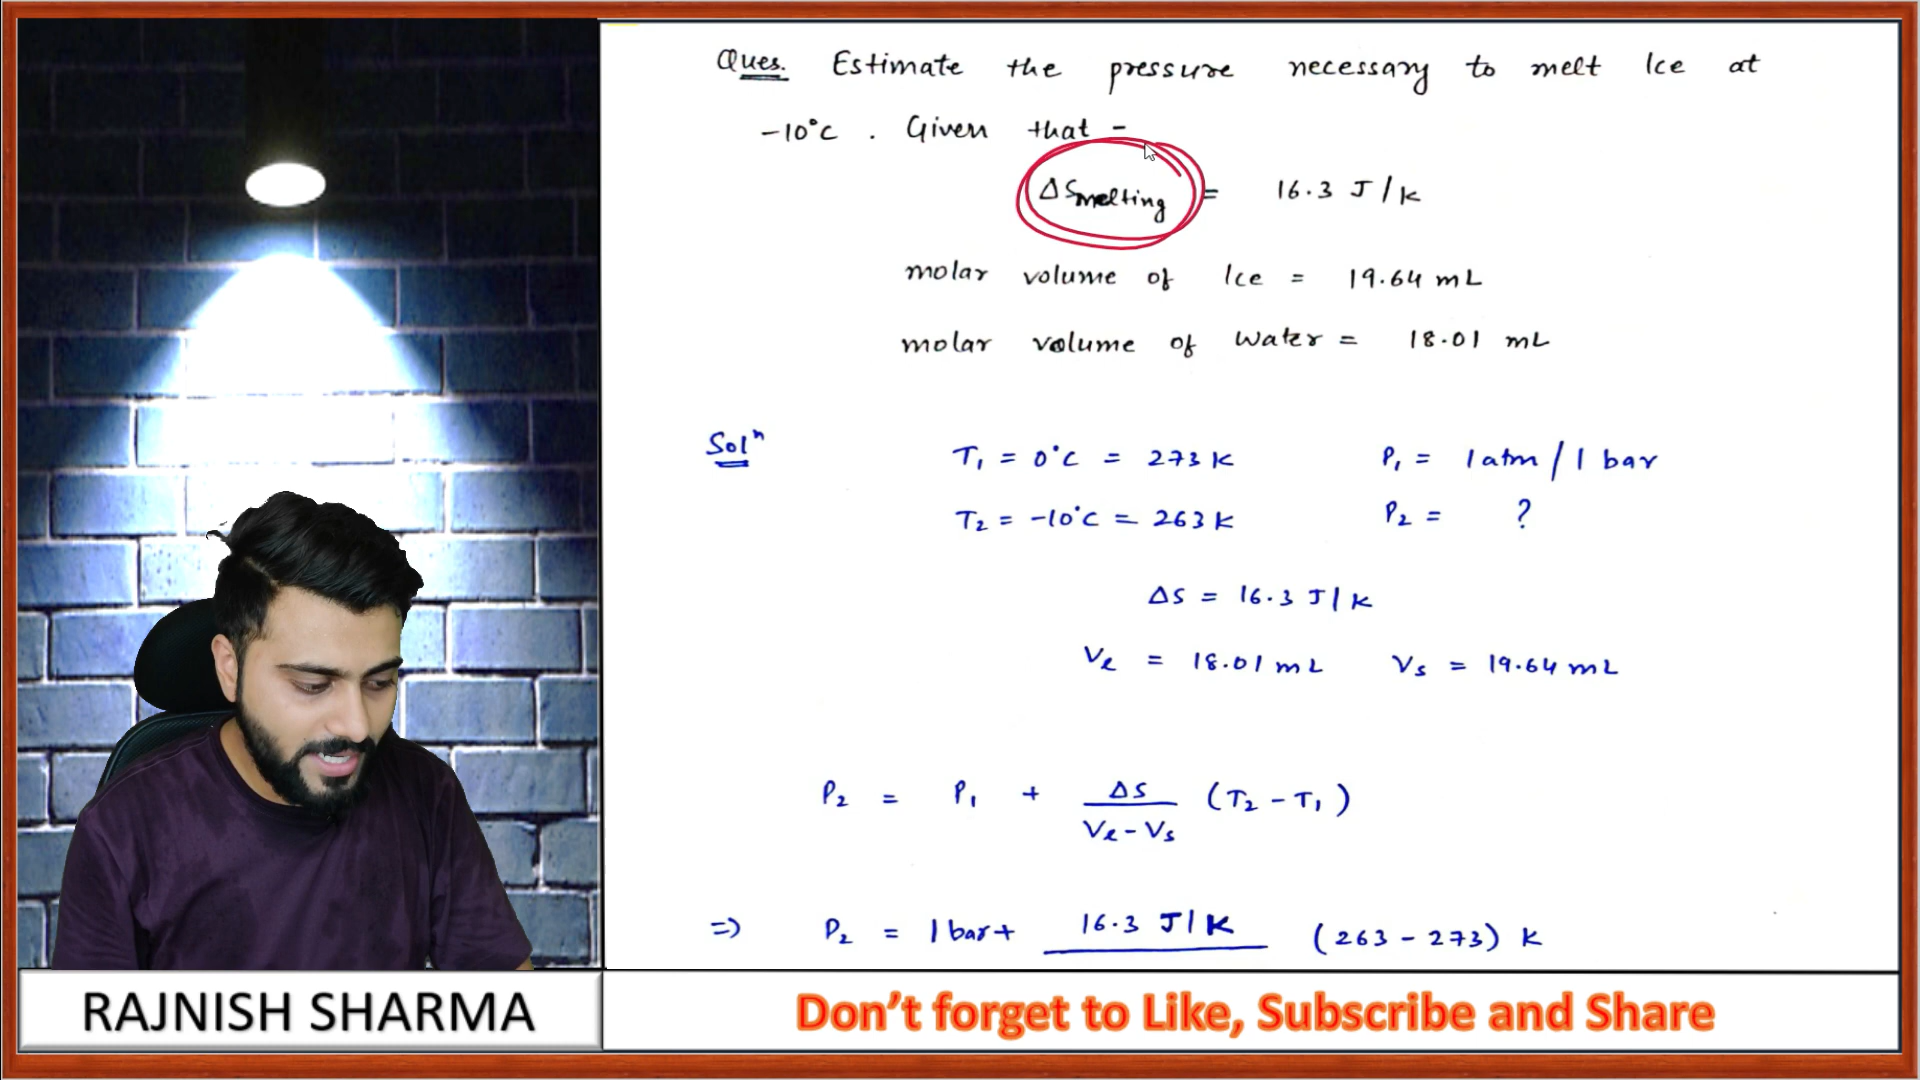 Ques. Estimate the pressure necessary to melt Ice at
-10°C . Given that -
ΔSmelting = 16.3 J/K
molar volume of Ice = 19.64 mL
molar volume of water = 18.01 mL
Solⁿ
T₁ = 0°C = 273 K P₁ = 1 atm / 1 bar
T₂ = -10°C = 263 K P₂ = ?
ΔS = 16.3 J/K
Vℓ = 18.01 mL Vs = 19.64 mL
P₂ = P₁ + ΔS / (Vℓ - Vs) (T₂ - T₁)
=> P₂ = 1 bar + 16.3 J/K (263 - 273) K
RAJNISH SHARMA
Don't forget to Like, Subscribe and Share